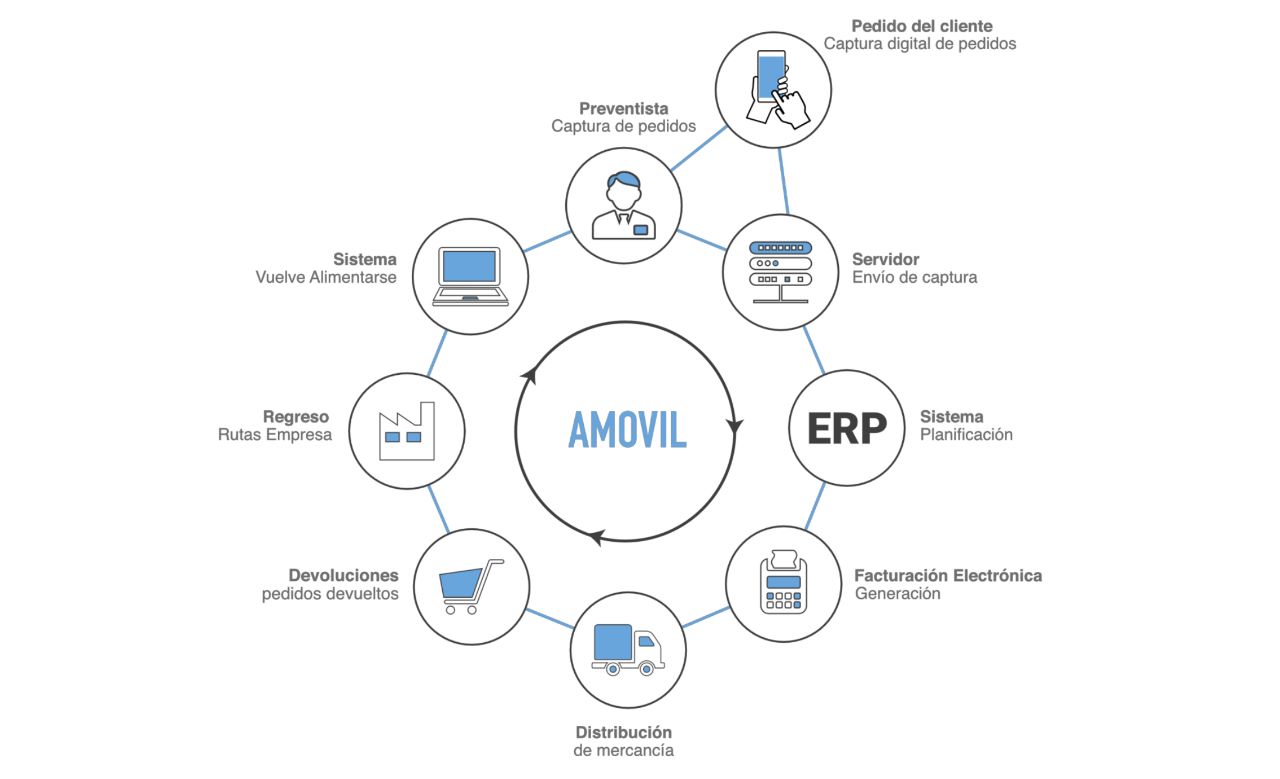 Pedido del cliente
Captura digital de pedidos
Preventista
Captura de pedidos
Sistema
Vuelve Alimentarse
Servidor
Envío de captura
Regreso
Rutas Empresa
AMOVIL
ERP
Sistema
Planificación
Devoluciones
pedidos devueltos
Facturación Electrónica
Generación
Distribución
de mercancía